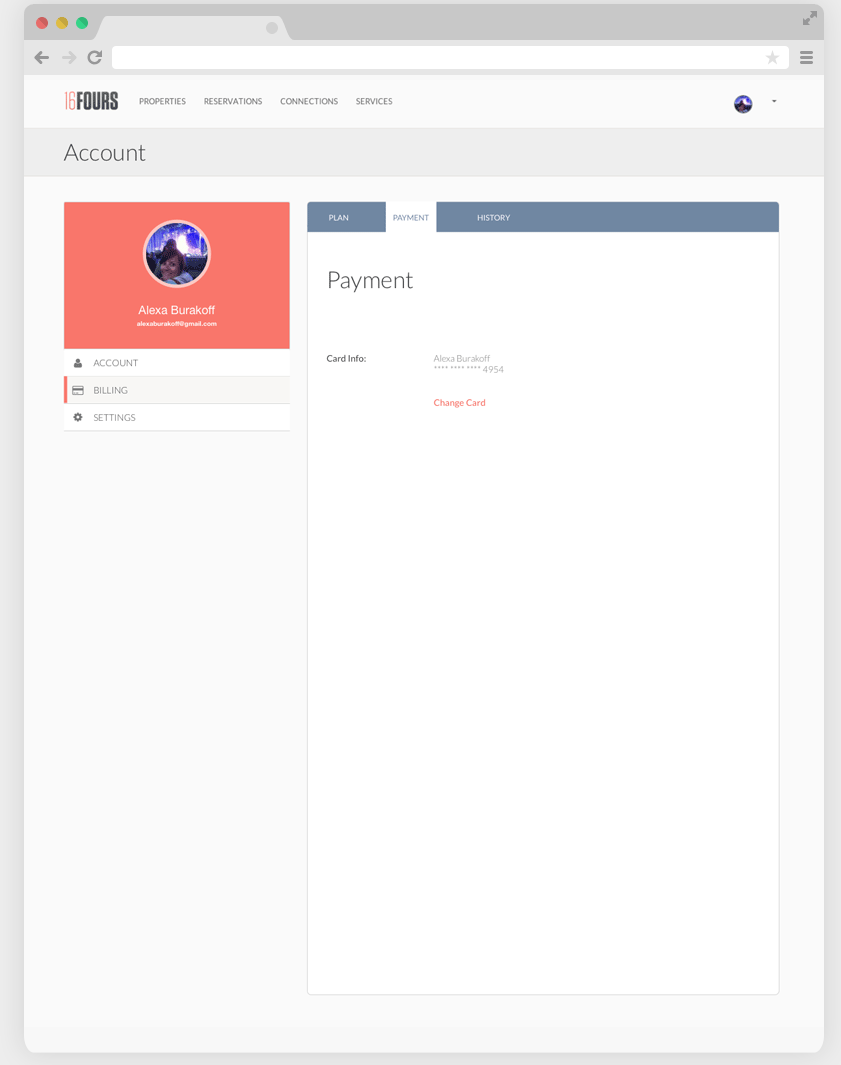 16FOURS
PROPERTIES
RESERVATIONS
CONNECTIONS
SERVICES
Account
Alexa Burakoff
alexaburakoff@gmail.com
ACCOUNT
BILLING
SETTINGS
PLAN
PAYMENT
HISTORY
Payment
Card Info:
Alexa Burakoff
**** **** **** 4954
Change Card